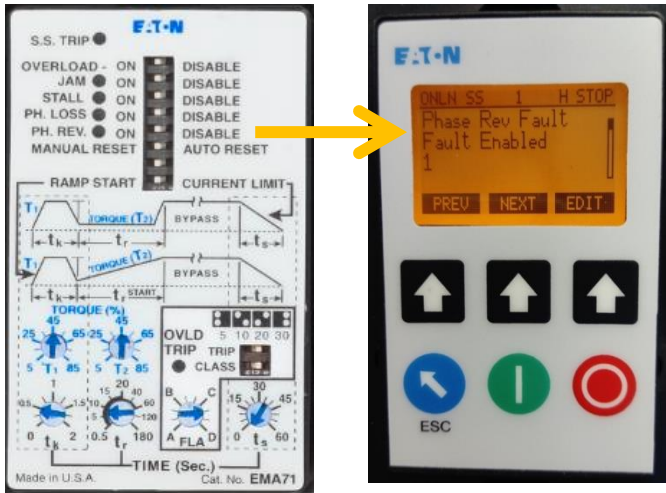 EATON
S.S. TRIP
OVERLOAD - ON DISABLE
JAM ON DISABLE
STALL ON DISABLE
PH. LOSS ON DISABLE
PH. REV. ON DISABLE
MANUAL RESET AUTO RESET
RAMP START CURRENT LIMIT
T1 TORQUE (T2) BYPASS
tk tr ts
T1 TORQUE (T2) BYPASS
tk tr START ts
TORQUE (%)
45 45
25 65 25 65
5 T1 85 5 T2 85
OVLD 5 10 20 30
TRIP TRIP
CLASS
1 20 30
0.5 1.5 10 15 40 60 120 B C 15 45
0 tk 2 0.5 tr 180 A FLA D 0 ts 60
TIME (Sec.)
Made in U.S.A. Cat. No. EMA71
EATON
ONLN SS 1 H STOP
Phase Rev Fault
Fault Enabled
1
PREV NEXT EDIT
ESC